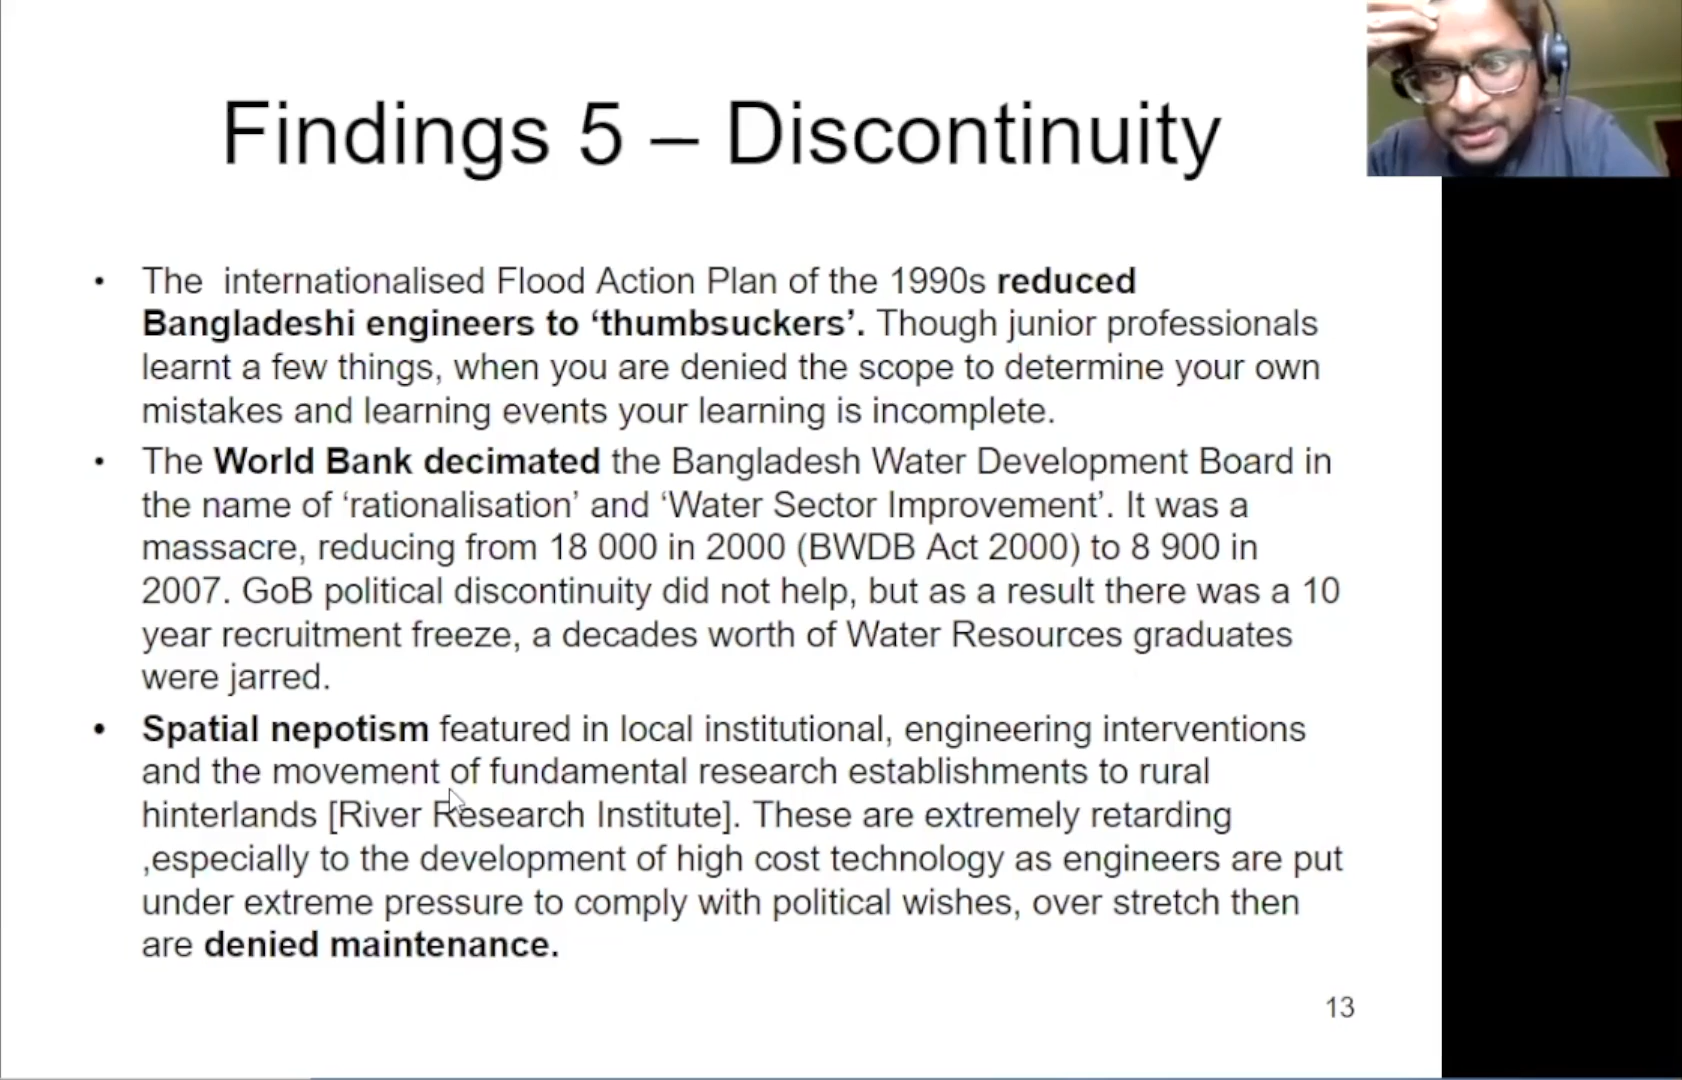 Findings 5 – Discontinuity
• The internationalised Flood Action Plan of the 1990s reduced
Bangladeshi engineers to ‘thumbsuckers’. Though junior professionals
learnt a few things, when you are denied the scope to determine your own
mistakes and learning events your learning is incomplete.
• The World Bank decimated the Bangladesh Water Development Board in
the name of ‘rationalisation’ and ‘Water Sector Improvement’. It was a
massacre, reducing from 18 000 in 2000 (BWDB Act 2000) to 8 900 in
2007. GoB political discontinuity did not help, but as a result there was a 10
year recruitment freeze, a decades worth of Water Resources graduates
were jarred.
• Spatial nepotism featured in local institutional, engineering interventions
and the movement of fundamental research establishments to rural
hinterlands [River Research Institute]. These are extremely retarding
,especially to the development of high cost technology as engineers are put
under extreme pressure to comply with political wishes, over stretch then
are denied maintenance.
13